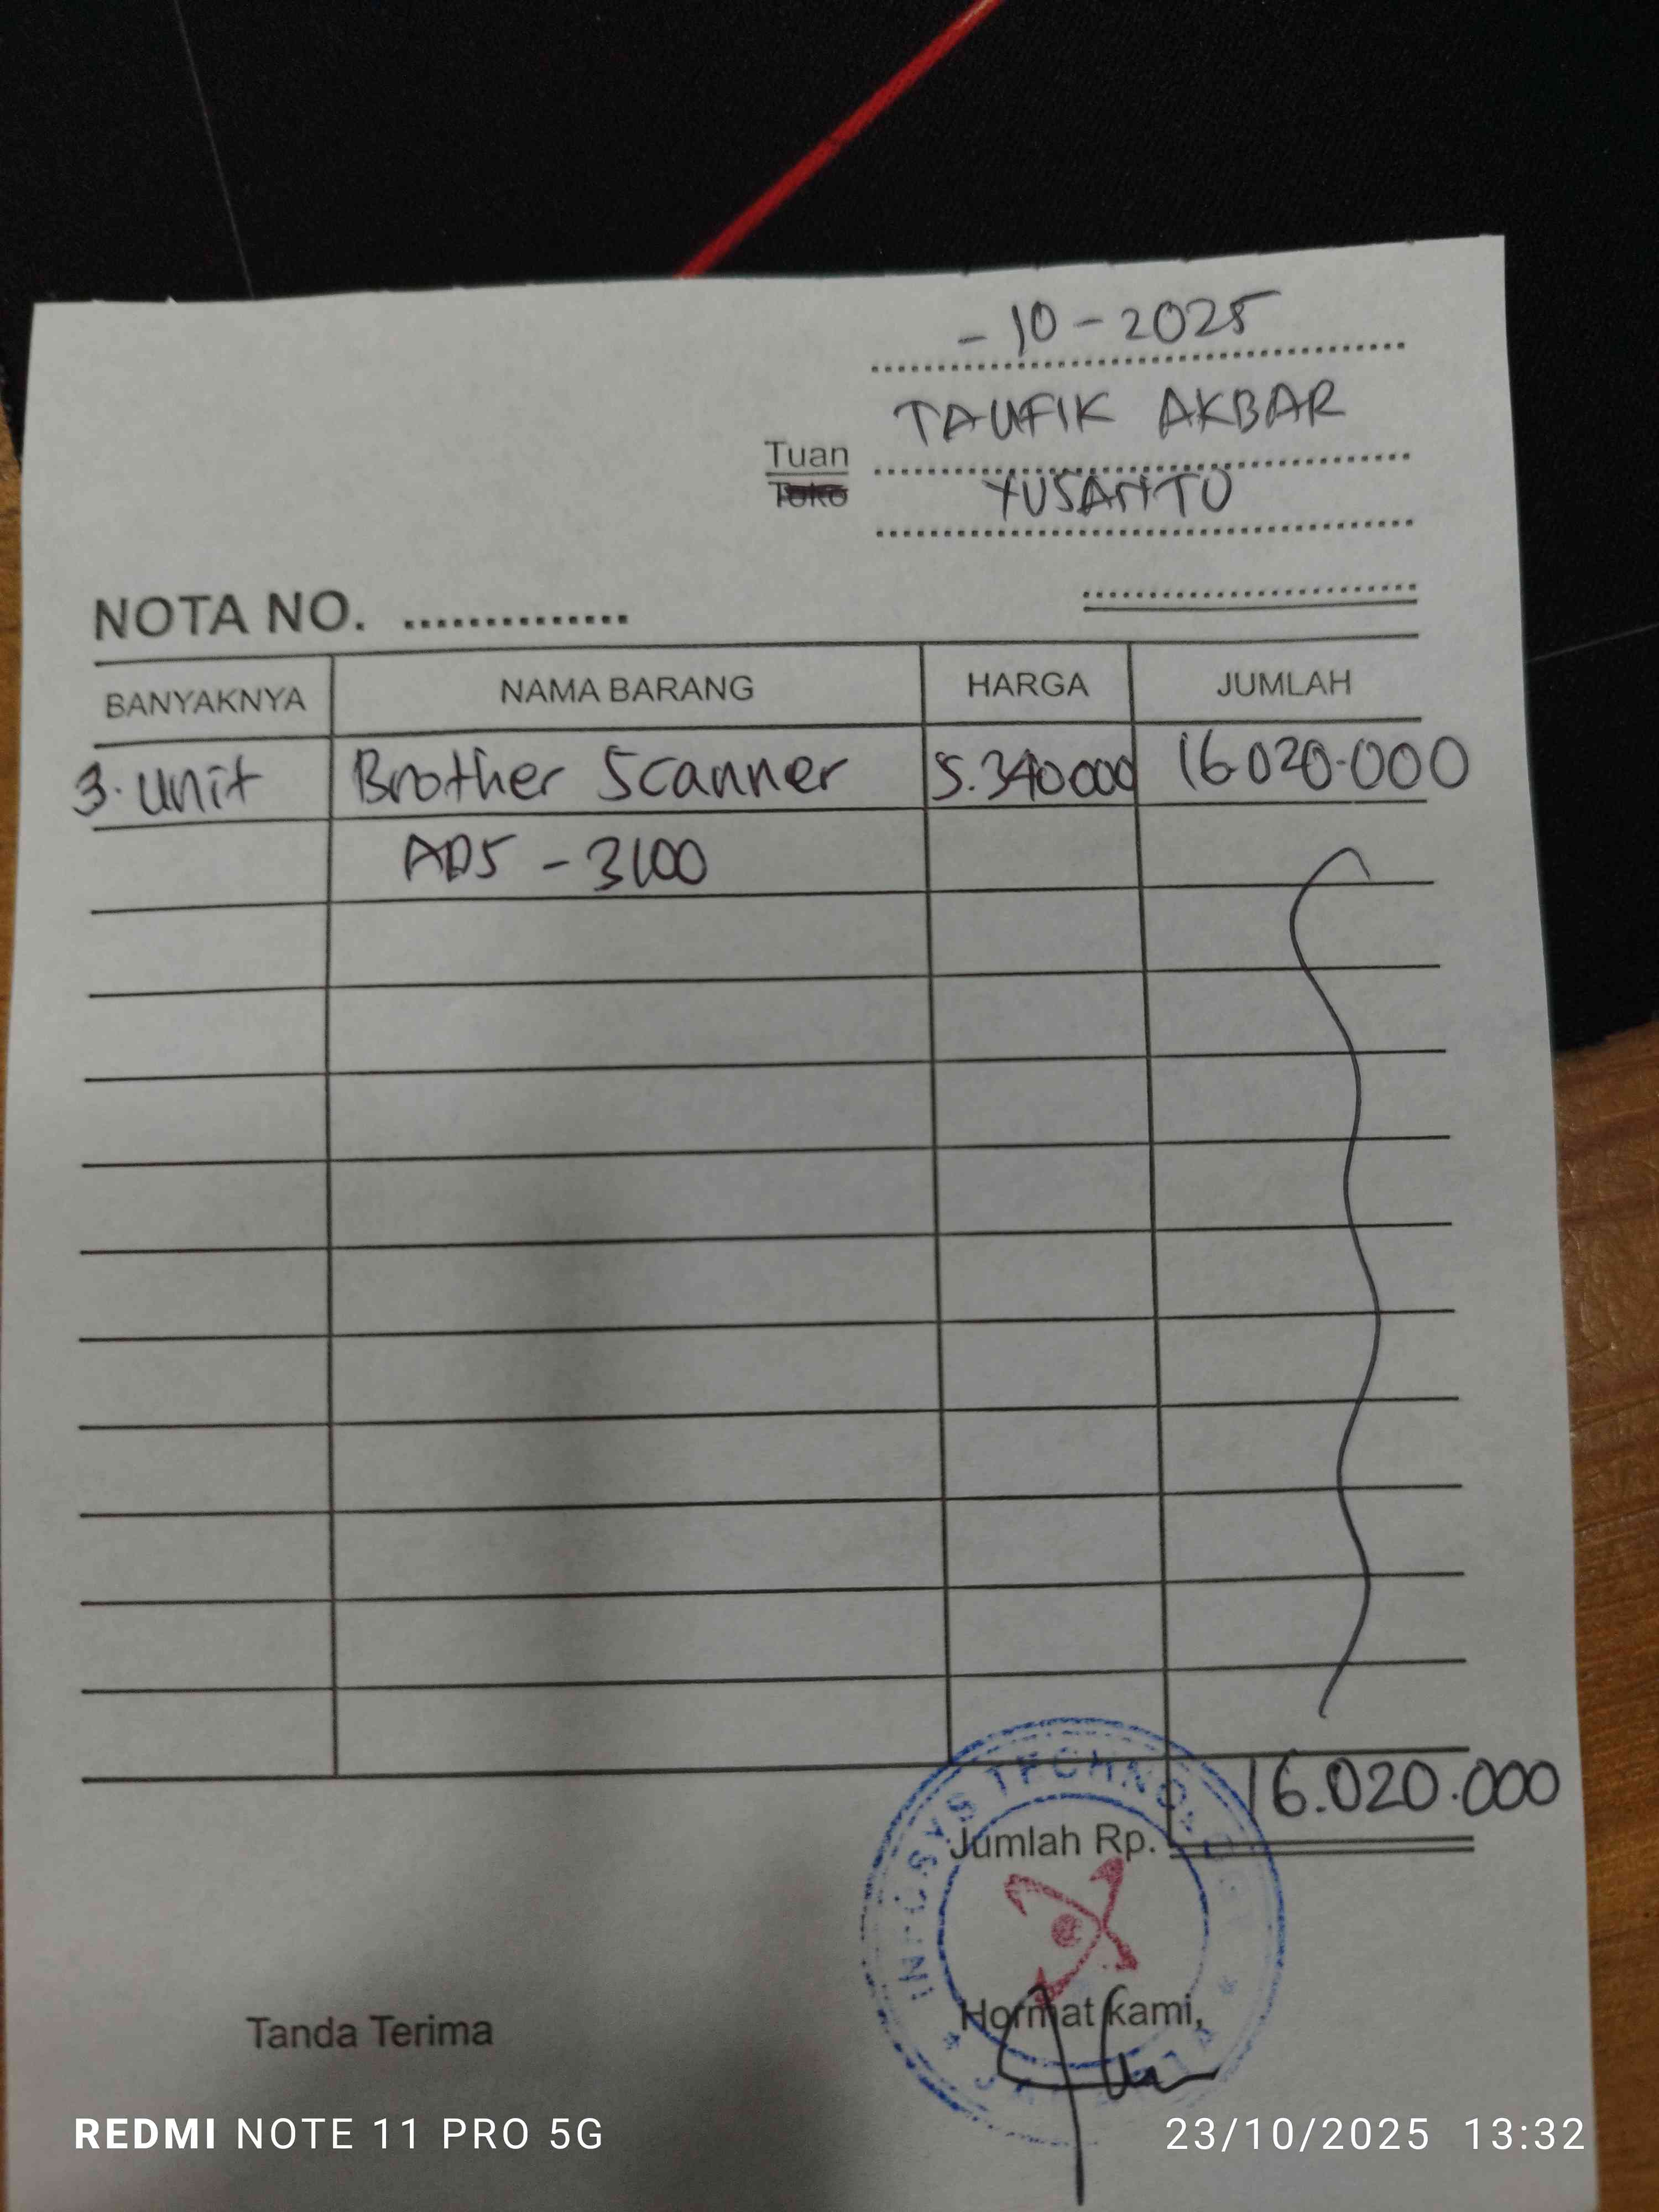 - 10 - 2025
TAUFIK AKBAR
Tuan
Toko
YUSANTO
NOTA NO. ...............
BANYAKNYA NAMA BARANG HARGA JUMLAH
3. Unit Brother Scanner 5.340.000 16.020.000
ADS - 3100
16.020.000
Jumlah Rp.
INFOSYS TECHNOLOGY
Tanda Terima Hormat kami,
REDMI NOTE 11 PRO 5G 23/10/2025 13:32